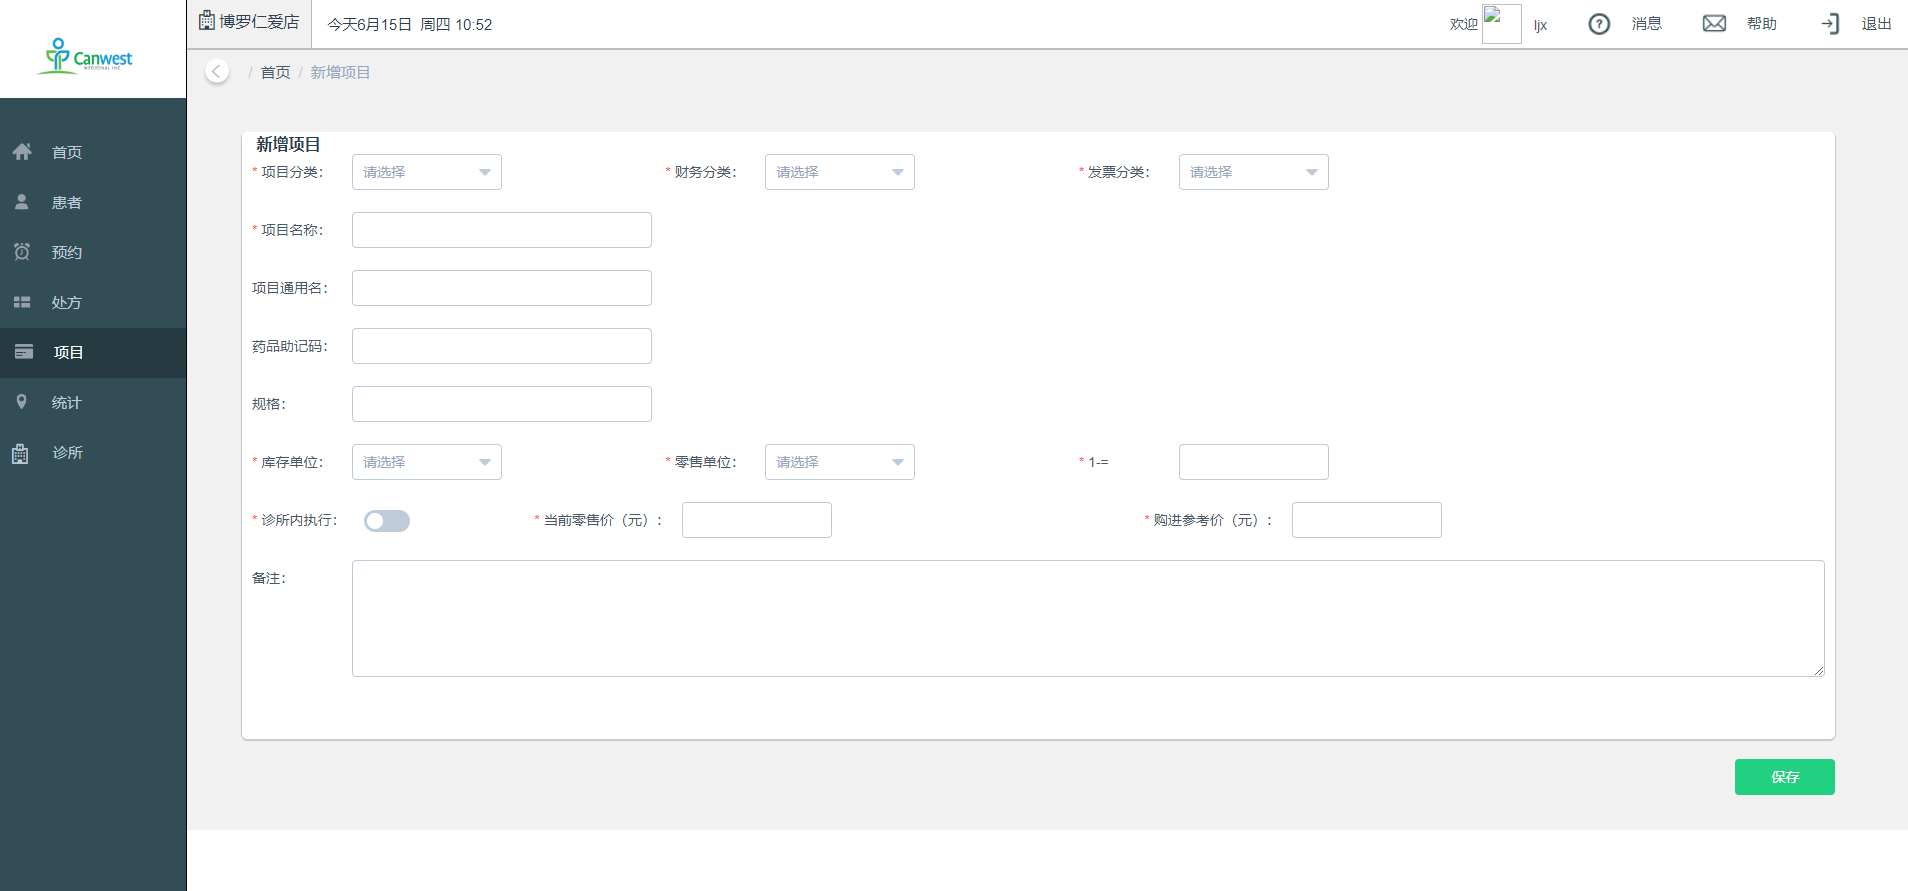 博罗仁爱店 今天6月15日 周四 10:52 欢迎 ljx 消息 帮助 退出
Canwest
/ 首页 / 新增项目
首页
患者
预约
处方
项目
统计
诊所
新增项目
* 项目分类： 请选择 * 财务分类： 请选择 * 发票分类： 请选择
* 项目名称：
项目通用名：
药品助记码：
规格：
* 库存单位： 请选择 * 零售单位： 请选择 * 1-=
* 诊所内执行： * 当前零售价（元）： * 购进参考价（元）：
备注：
保存